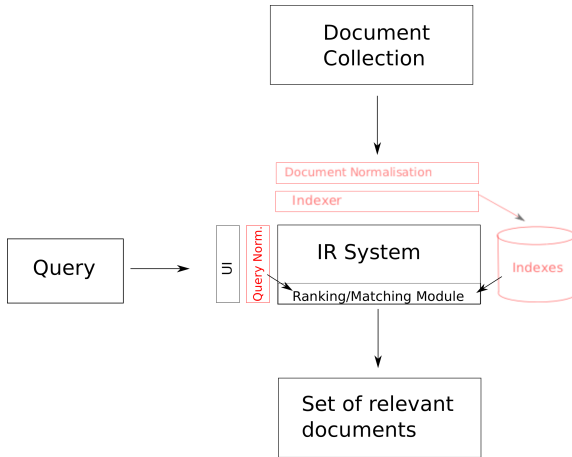 Document
Collection
Document Normalisation
Indexer
Query
UI
Query Norm.
IR System
Indexes
Ranking/Matching Module
Set of relevant
documents